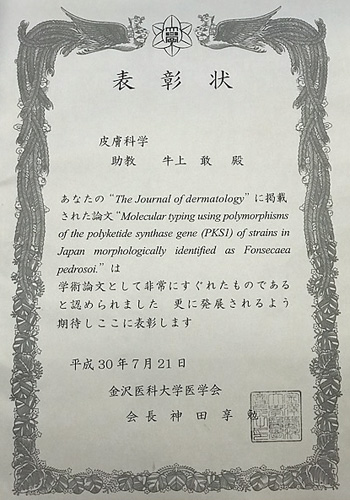 表彰状
皮膚科学
助教 牛上 敢 殿
あなたの "The Journal of dermatology" に掲載
された論文 "Molecular typing using polymorphisms
of the polyketide synthase gene (PKS1) of strains in
Japan morphologically identified as Fonsecaea
pedrosoi." は
学術論文として非常にすぐれたものである
と認められました 更に発展されるよう
期待しここに表彰します
平成30年7月21日
金沢医科大学医学会
会長 神田享勉